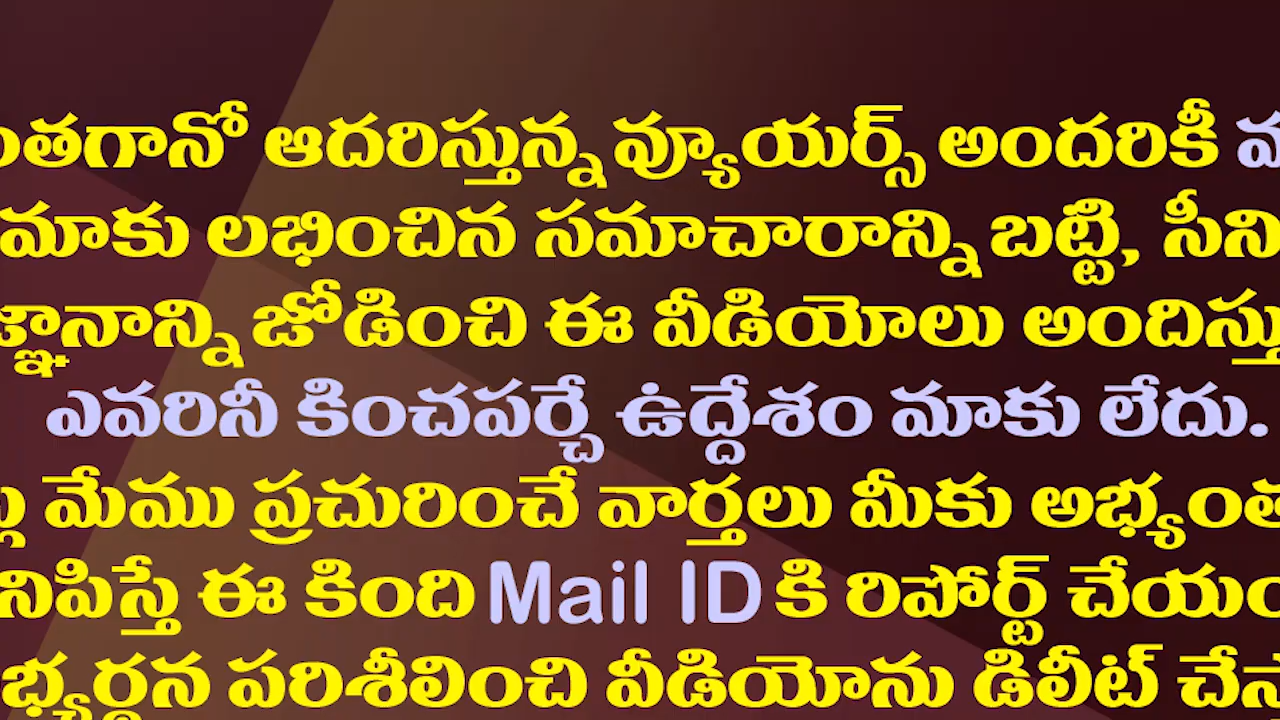 ంతగానో ఆదరిస్తున్న వ్యూయర్స్ అందరికీ
మాకు లభించిన సమాచారాన్ని బట్టి, సీని
జ్ఞానాన్ని జోడించి ఈ వీడియోలు అందిస్తు
ఎవరినీ కించపర్చే ఉద్దేశం మాకు లేదు.
మేము ప్రచురించే వార్తలు మీకు అభ్యంత
నిపిస్తే ఈ కింది Mail ID కి రిపోర్ట్ చేయం
భ్యర్థన పరిశీలించి వీడియోను డిలీట్ చేస